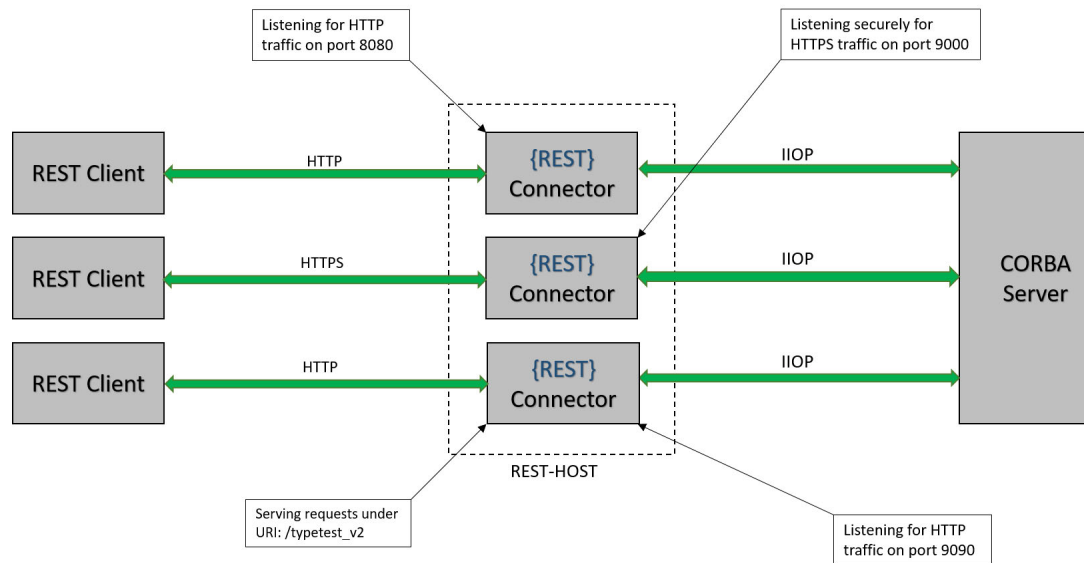 Listening for HTTP
traffic on port 8080
Listening securely for
HTTPS traffic on port 9000
REST Client
HTTP
{REST}
Connector
IIOP
REST Client
HTTPS
{REST}
Connector
IIOP
CORBA
Server
REST Client
HTTP
{REST}
Connector
IIOP
REST-HOST
Serving requests under
URI: /typetest_v2
Listening for HTTP
traffic on port 9090